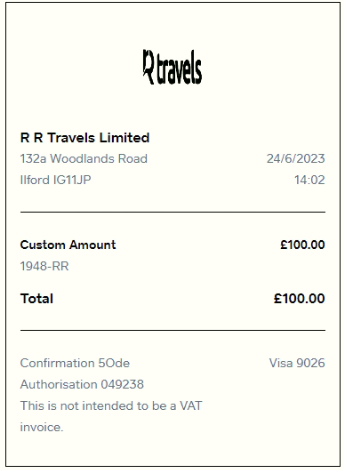 R travels
R R Travels Limited
132a Woodlands Road 24/6/2023
Ilford IG11JP 14:02
Custom Amount £100.00
1948-RR
Total £100.00
Confirmation 5Ode Visa 9026
Authorisation 049238
This is not intended to be a VAT
invoice.